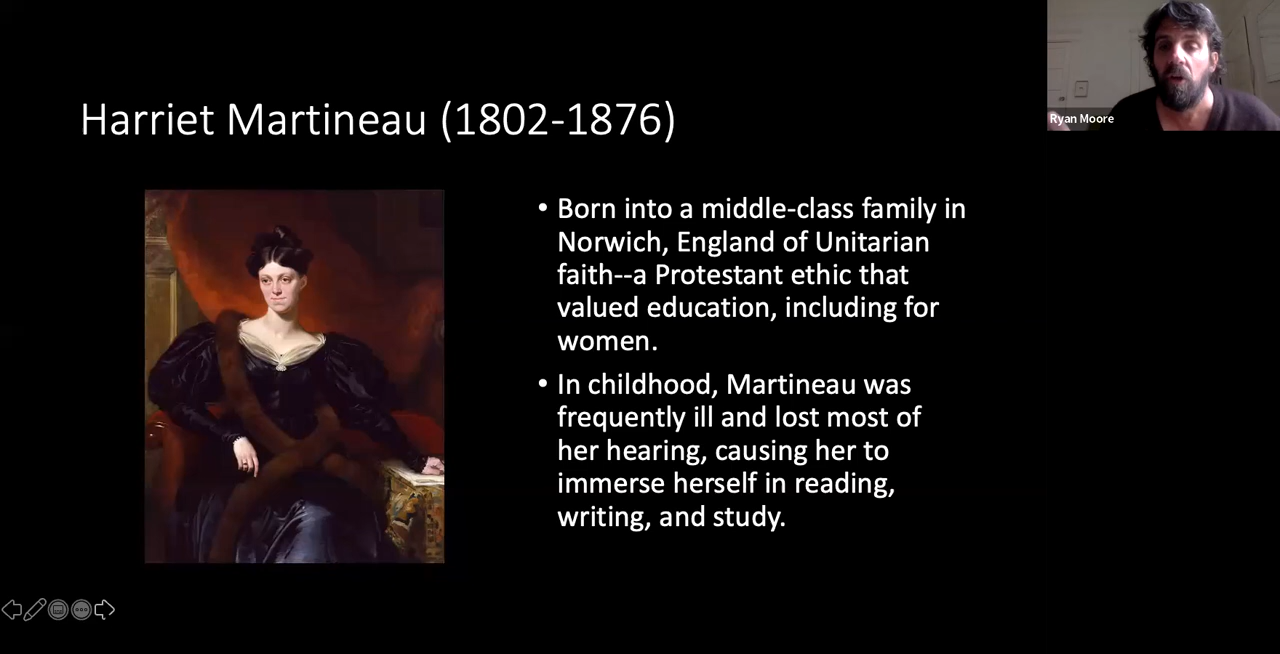 Harriet Martineau (1802-1876)
Ryan Moore
• Born into a middle-class family in
Norwich, England of Unitarian
faith--a Protestant ethic that
valued education, including for
women.
• In childhood, Martineau was
frequently ill and lost most of
her hearing, causing her to
immerse herself in reading,
writing, and study.